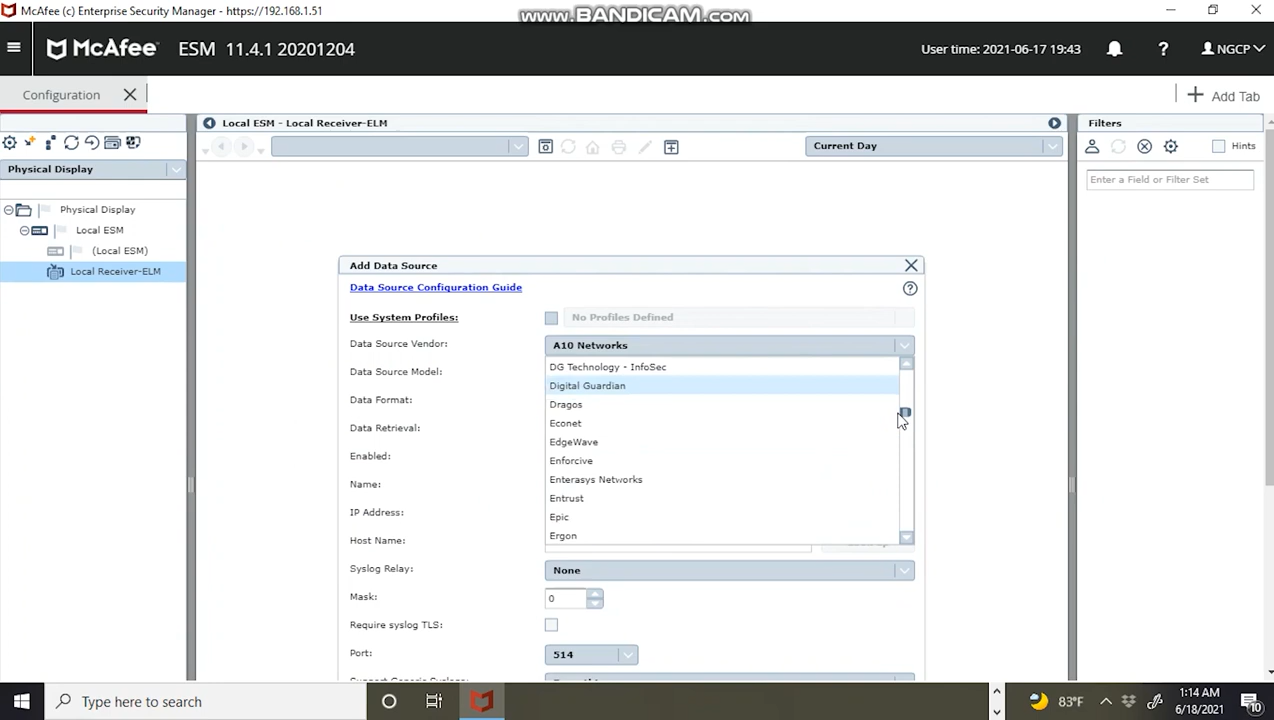 McAfee (c) Enterprise Security Manager - https://192.168.1.51
www.BANDICAM.com
McAfee ESM 11.4.1 20201204
User time: 2021-06-17 19:43
NGCP
Configuration
Add Tab
Local ESM - Local Receiver-ELM
Filters
Current Day
Hints
Physical Display
Enter a Field or Filter Set
Physical Display
Local ESM
(Local ESM)
Local Receiver-ELM
Add Data Source
Data Source Configuration Guide
Use System Profiles:
No Profiles Defined
Data Source Vendor:
A10 Networks
DG Technology - InfoSec
Data Source Model:
Digital Guardian
Data Format:
Dragos
Econet
Data Retrieval:
EdgeWave
Enabled:
Enforcive
Name:
Enterasys Networks
Entrust
IP Address:
Epic
Host Name:
Ergon
Syslog Relay:
None
Mask:
0
Require syslog TLS:
Port:
514
Support Generic Syslogs:
Type here to search
83°F
1:14 AM
6/18/2021
10